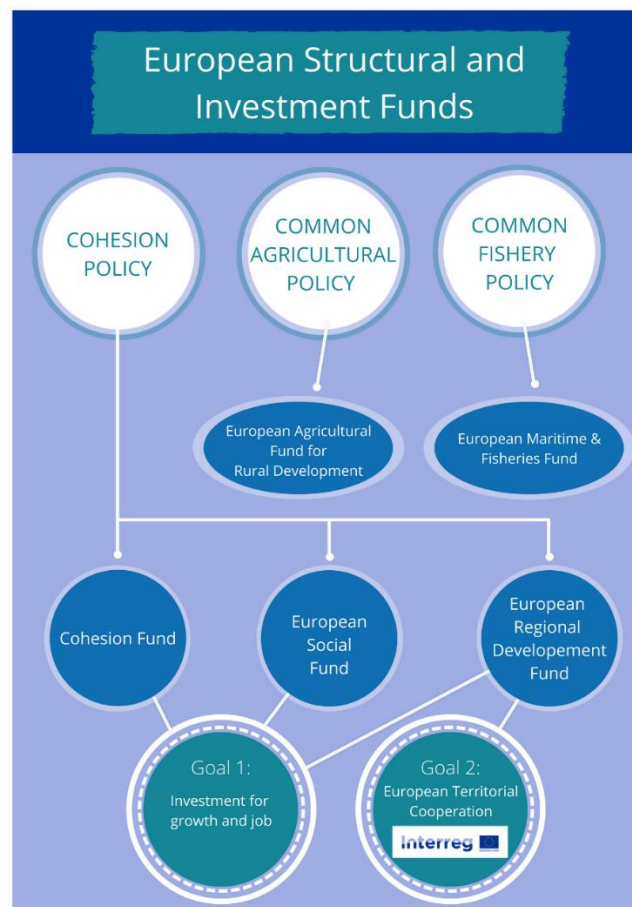 European Structural and
Investment Funds
COHESION
POLICY
COMMON
AGRICULTURAL
POLICY
COMMON
FISHERY
POLICY
European Agricultural
Fund for
Rural Development
European Maritime &
Fisheries Fund
Cohesion Fund
European
Social
Fund
European
Regional
Developement
Fund
Goal 1:
Investment for
growth and job
Goal 2:
European Territorial
Cooperation
Interreg